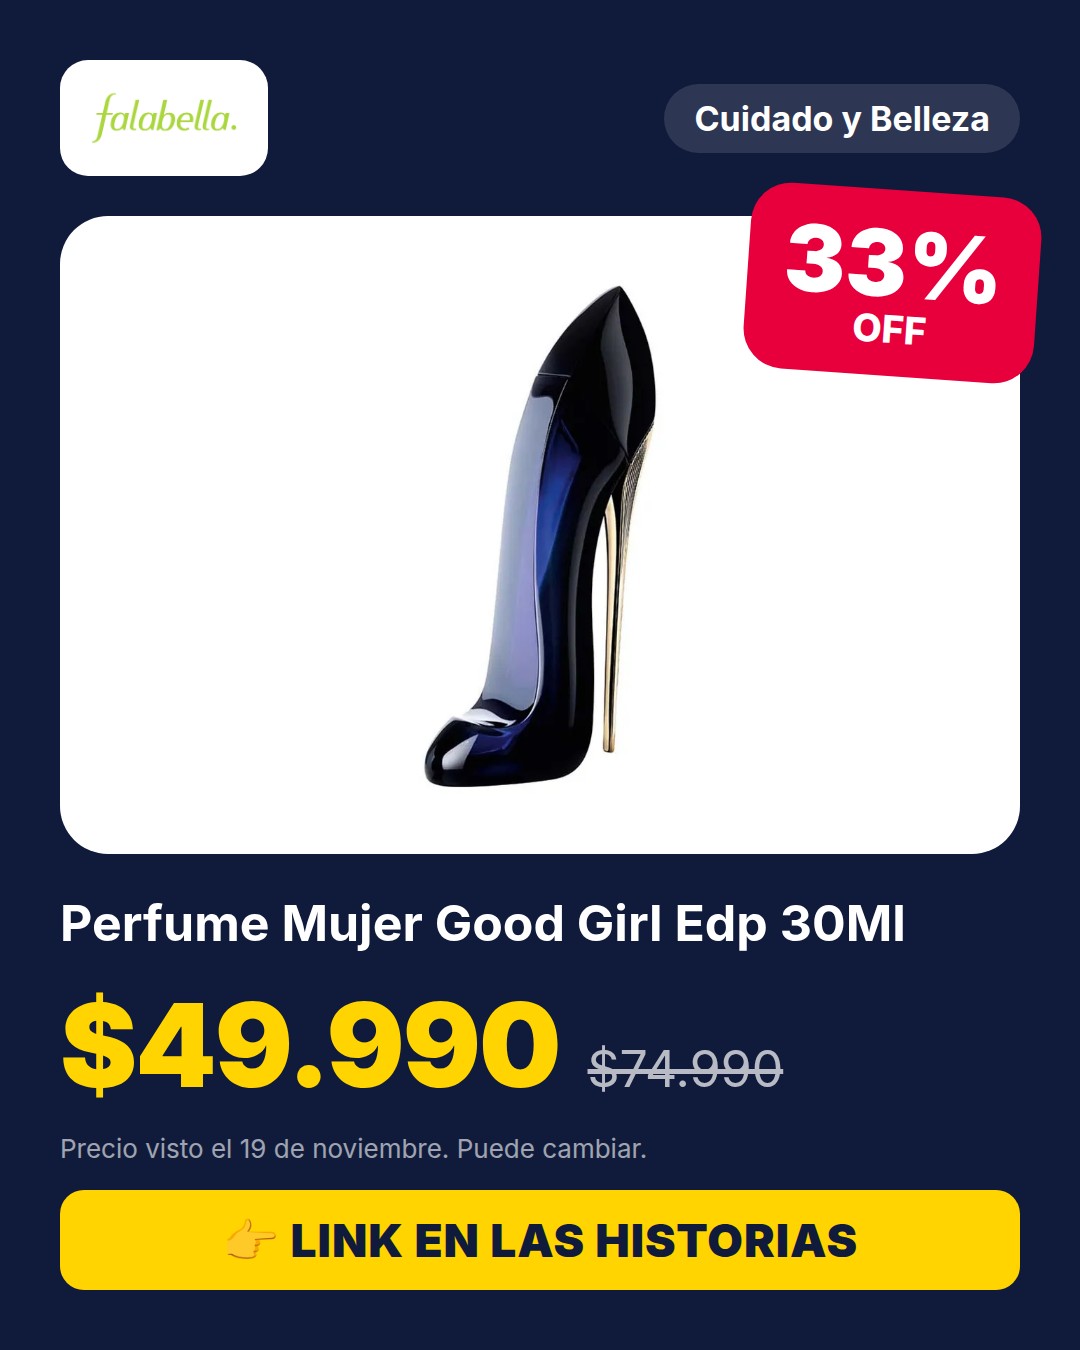 falabella.
Cuidado y Belleza
33%
OFF
Perfume Mujer Good Girl Edp 30Ml
$49.990 $74.990
Precio visto el 19 de noviembre. Puede cambiar.
👉 LINK EN LAS HISTORIAS